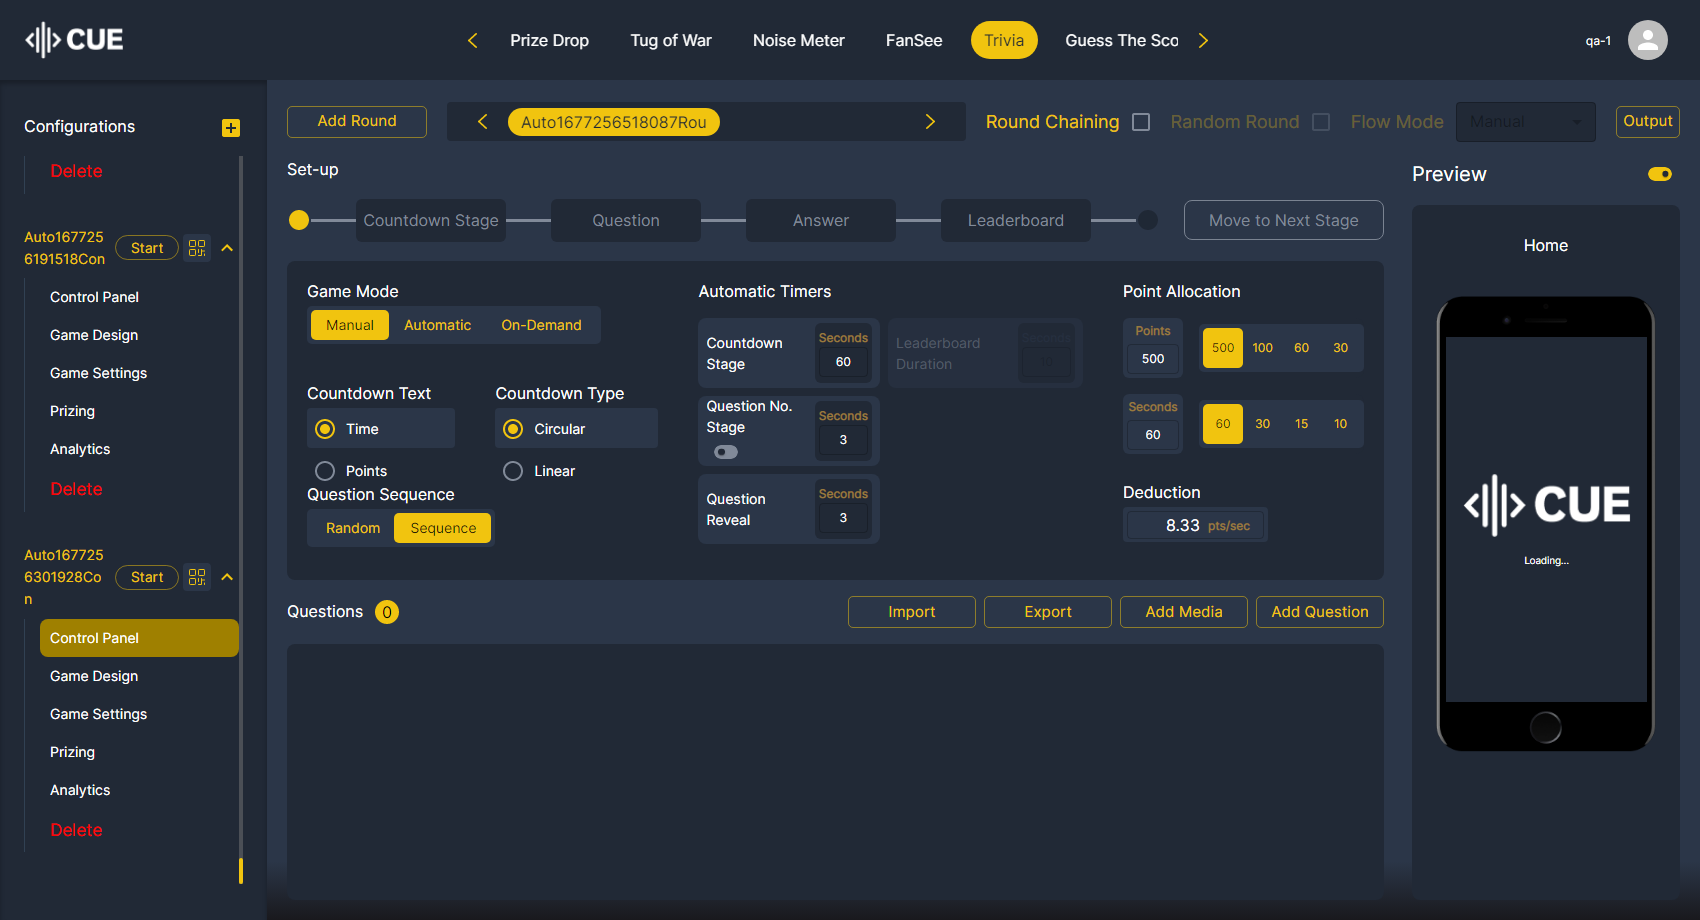 CUE
Prize Drop
Tug of War
Noise Meter
FanSee
Trivia
Guess The Sco
qa-1
Configurations
Delete
Auto167725
6191518Con
Start
Control Panel
Game Design
Game Settings
Prizing
Analytics
Delete
Auto167725
6301928Co
n
Start
Control Panel
Game Design
Game Settings
Prizing
Analytics
Delete
Add Round
Auto1677256518087Rou
Round Chaining
Random Round
Flow Mode
Manual
Output
Set-up
Countdown Stage
Question
Answer
Leaderboard
Move to Next Stage
Game Mode
Manual
Automatic
On-Demand
Countdown Text
Time
Points
Countdown Type
Circular
Linear
Question Sequence
Random
Sequence
Automatic Timers
Countdown
Stage
Seconds
60
Leaderboard
Duration
Seconds
Question No.
Stage
Seconds
3
Question
Reveal
Seconds
3
Point Allocation
Points
500
500
100
60
30
Seconds
60
60
30
15
10
Deduction
8.33 pts/sec
Questions
0
Import
Export
Add Media
Add Question
Preview
Home
CUE
Loading...